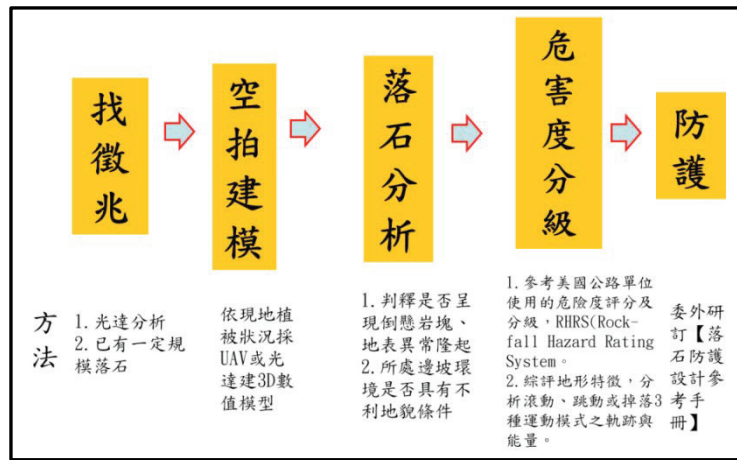 找徵兆
空拍建模
落石分析
危害度分級
防護
方法
1. 光達分析
2. 已有一定規
模落石
依現地植
被狀況採
UAV或光
達建3D數
值模型
1. 判釋是否呈
現倒懸岩塊、
地表異常隆起
2. 所處邊坡環
境是否具有不
利地貌條件
1. 參考美國公路單位
使用的危險度評分及
分級，RHRS(Rock-
fall Hazard Rating
System。
2. 綜評地形特徵，分
析滾動、跳動或掉落3
種運動模式之軌跡與
能量。
委外研
訂【落
石防護
設計參
考手
冊】